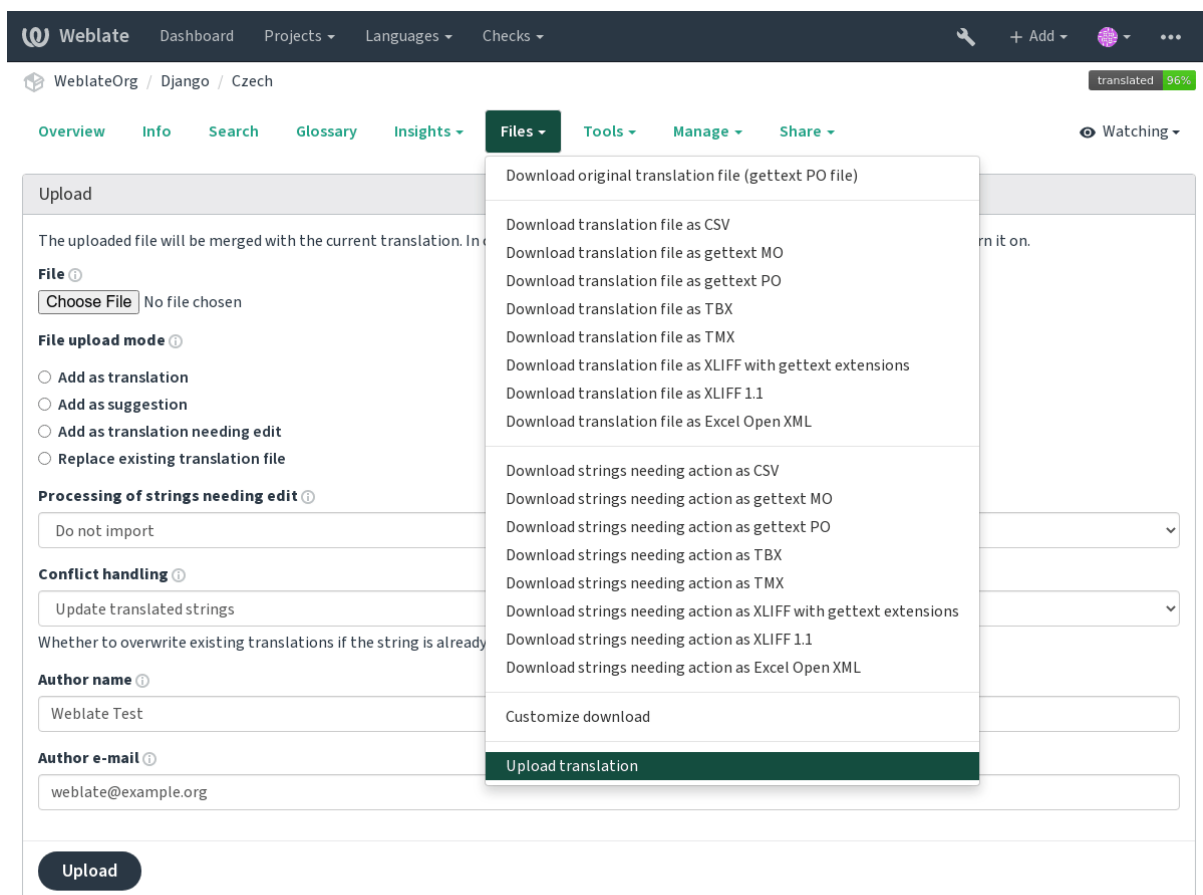 Weblate Dashboard Projects Languages Checks + Add
WeblateOrg / Django / Czech translated 96%
Overview Info Search Glossary Insights Files Tools Manage Share Watching
Upload
The uploaded file will be merged with the current translation. In rn it on.
File
Choose File No file chosen
File upload mode
Add as translation
Add as suggestion
Add as translation needing edit
Replace existing translation file
Processing of strings needing edit
Do not import
Conflict handling
Update translated strings
Whether to overwrite existing translations if the string is already
Author name
Weblate Test
Author e-mail
weblate@example.org
Upload
Download original translation file (gettext PO file)
Download translation file as CSV
Download translation file as gettext MO
Download translation file as gettext PO
Download translation file as TBX
Download translation file as TMX
Download translation file as XLIFF with gettext extensions
Download translation file as XLIFF 1.1
Download translation file as Excel Open XML
Download strings needing action as CSV
Download strings needing action as gettext MO
Download strings needing action as gettext PO
Download strings needing action as TBX
Download strings needing action as TMX
Download strings needing action as XLIFF with gettext extensions
Download strings needing action as XLIFF 1.1
Download strings needing action as Excel Open XML
Customize download
Upload translation